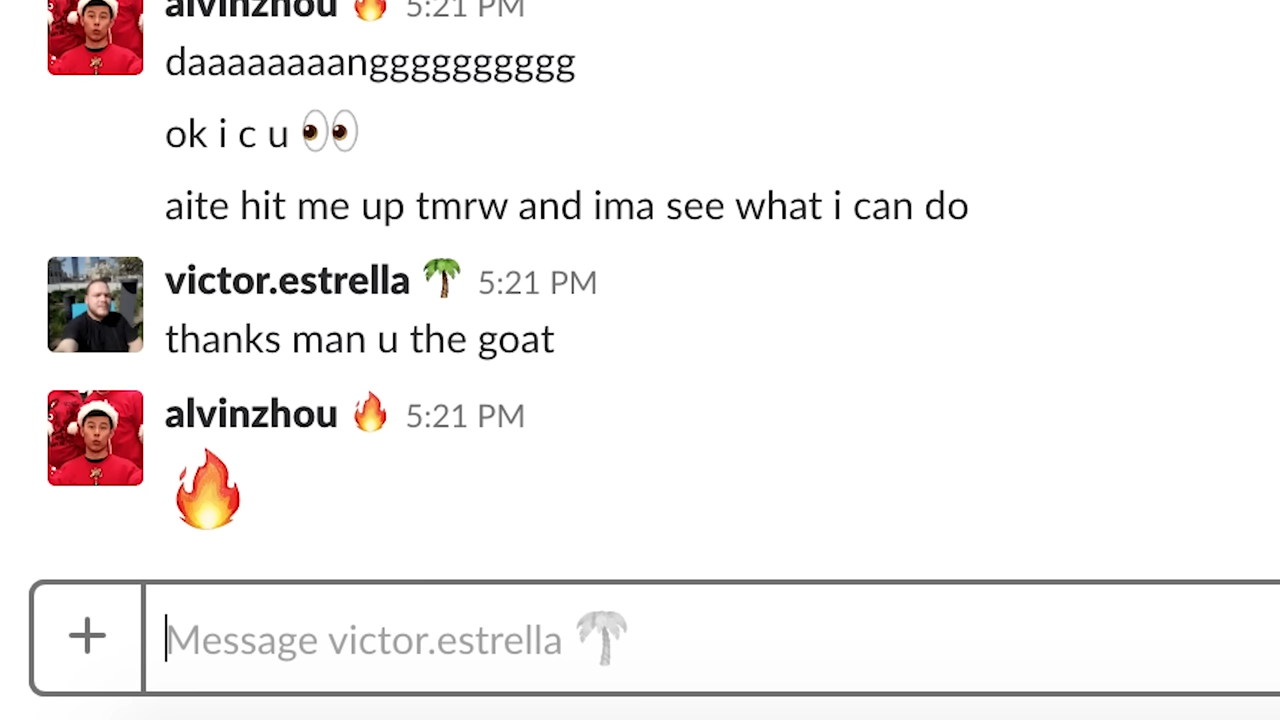 alvinzhou 🔥 5:21 PM
daaaaaaaangggggggggg
ok i c u 👀
aite hit me up tmrw and ima see what i can do
victor.estrella 🌴 5:21 PM
thanks man u the goat
alvinzhou 🔥 5:21 PM
🔥
Message victor.estrella 🌴